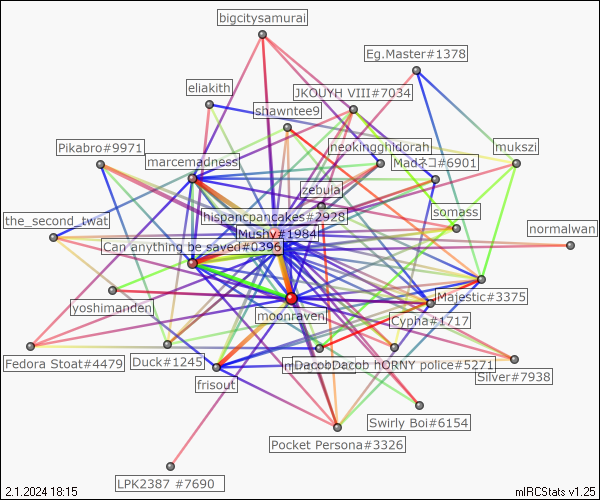 bigcitysamurai
Eg.Master#1378
eliakith
JKOUYH VIII#7034
shawntee9
Pikabro#9971
neokingghidorah
mukszi
marcemadness
Madネコ#6901
zebula
the_second_twat
hispanicpancakes#2928
somass
normalwan
Mushy#1984
Can anything be saved#0396
yoshimanden
Majestic#3375
moonraven
Cypha#1717
Fedora Stoat#4479
Duck#1245
DacobDacob hORNY police#5271
frisout
Silver#7938
Swirly Boi#6154
Pocket Persona#3326
LPK2387 #7690
2.1.2024 18:15
mIRCStats v1.25